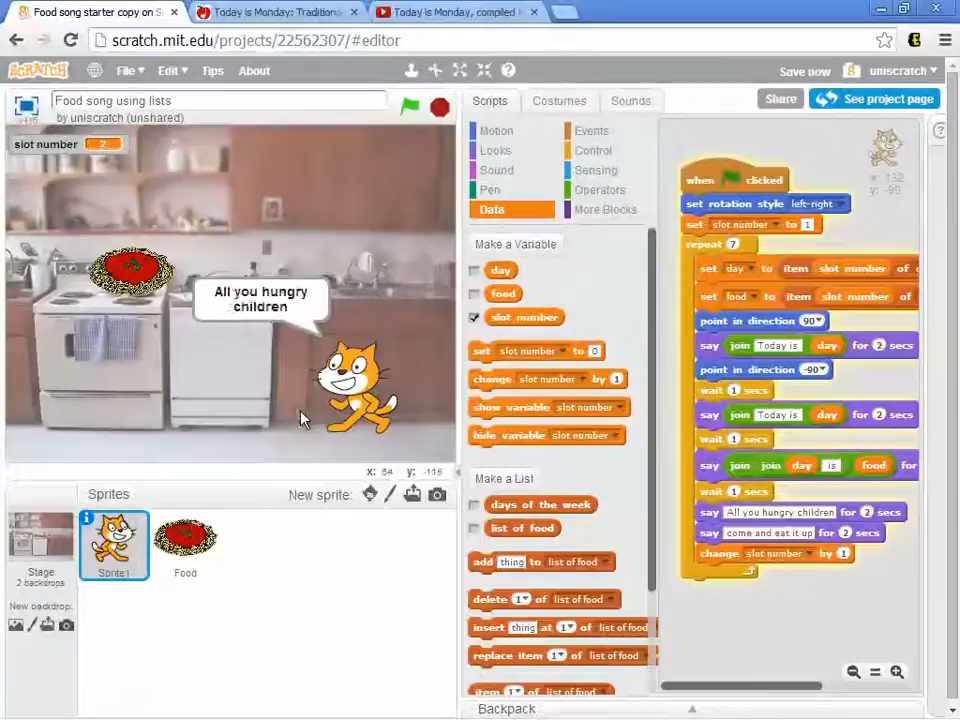 Food song starter copy on S
Today is Monday: Traditiona
Today is Monday, compiled
scratch.mit.edu/projects/22562307/#editor
SCRATCH File Edit Tips About Save now uniscratch
Food song using lists
by uniscratch (unshared)
Scripts Costumes Sounds Share See project page
v415
slot number 2
Motion Events
Looks Control
Sound Sensing
Pen Operators
Data More Blocks
Make a Variable
day
food
slot number
set slot number to 0
change slot number by 1
show variable slot number
hide variable slot number
Make a List
days of the week
list of food
add thing to list of food
delete 1 of list of food
insert thing at 1 of list of food
replace item 1 of list of food
item 1 of list of food
x: 132
y: -90
when clicked
set rotation style left-right
set slot number to 1
repeat 7
set day to item slot number of
set food to item slot number of
point in direction 90
say join Today is day for 2 secs
point in direction -90
wait 1 secs
say join Today is day for 2 secs
wait 1 secs
say join join day is food for
wait 1 secs
say All you hungry children for 2 secs
say come and eat it up for 2 secs
change slot number by 1
All you hungry
children
x: 64 y: -115
Sprites New sprite:
Stage
2 backdrops
New backdrop:
Sprite1
Food
Backpack